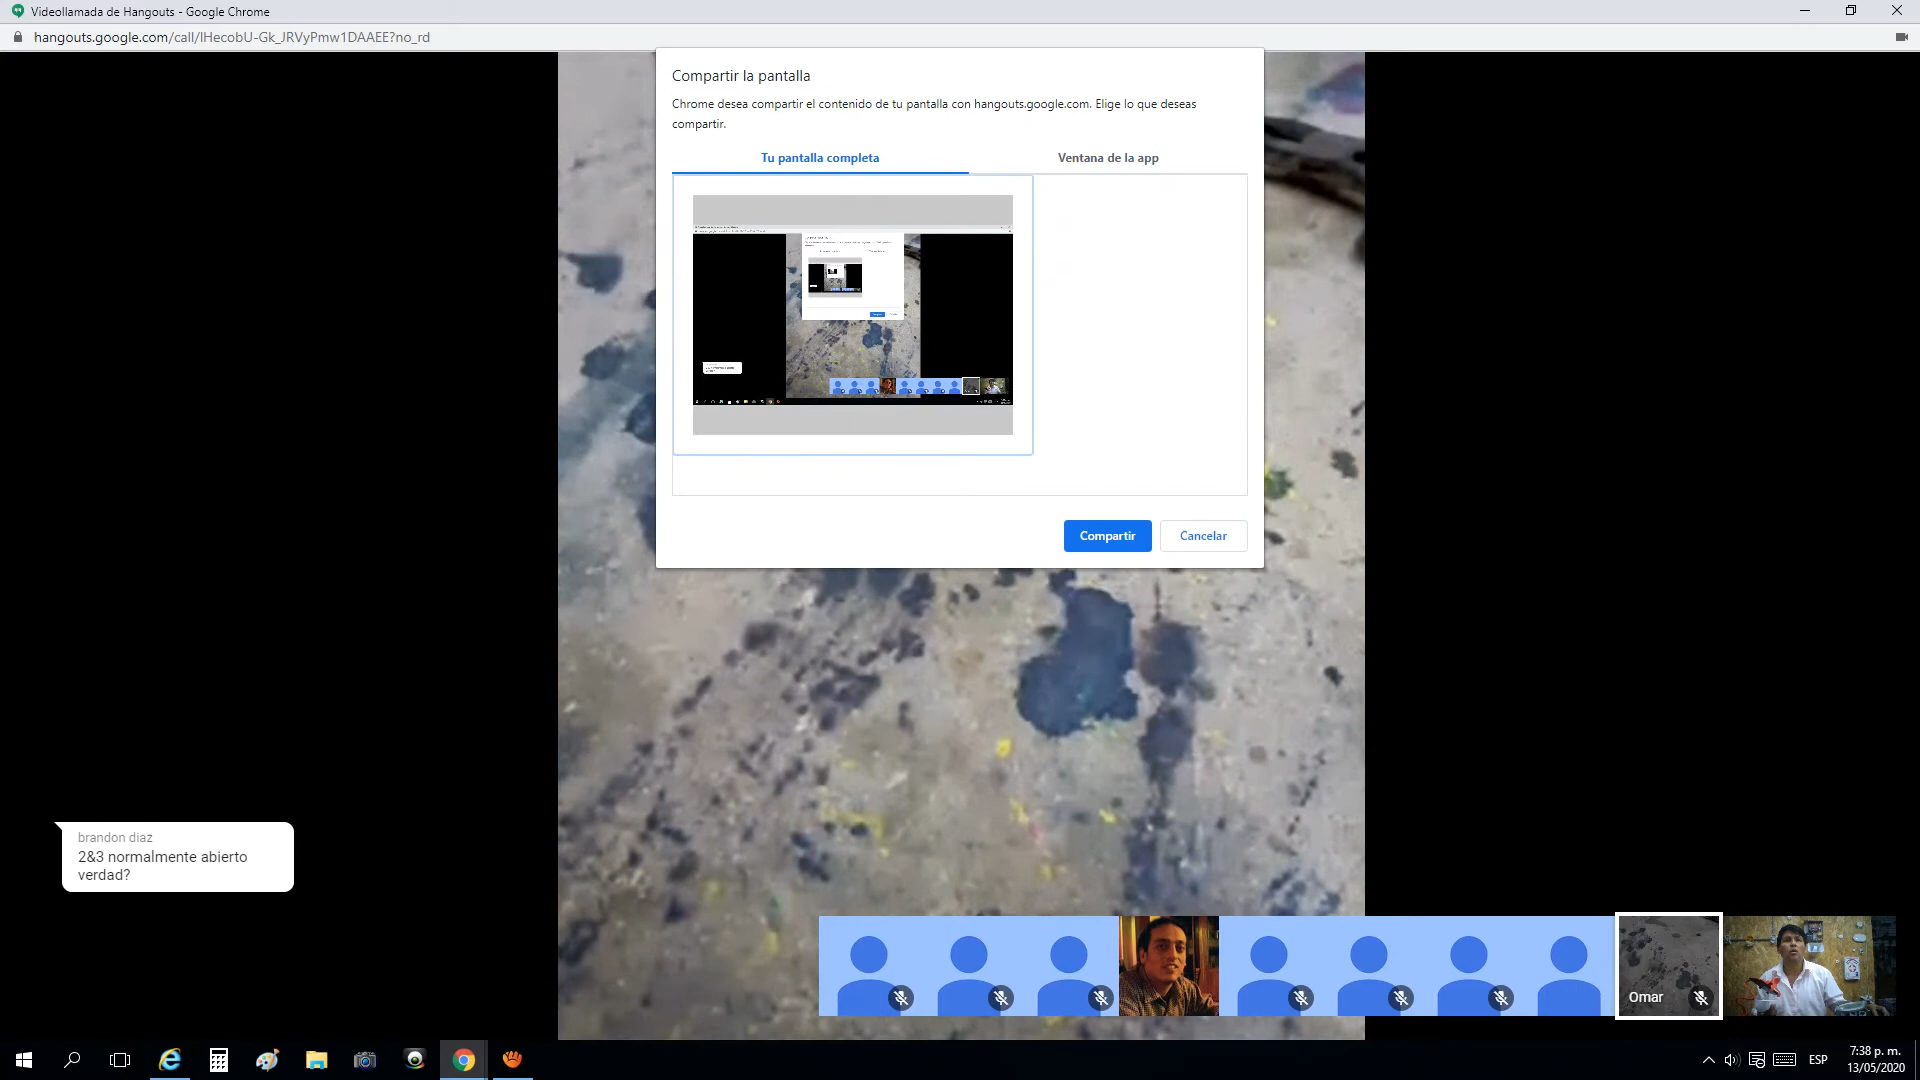 Videollamada de Hangouts - Google Chrome
hangouts.google.com/call/IHecobU-Gk_JRVyPmw1DAAEE?no_rd
Compartir la pantalla
Chrome desea compartir el contenido de tu pantalla con hangouts.google.com. Elige lo que deseas
compartir.
Tu pantalla completa
Ventana de la app
Compartir
Cancelar
brandon diaz
2&3 normalmente abierto
verdad?
Omar
ESP
7:38 p. m.
13/05/2020